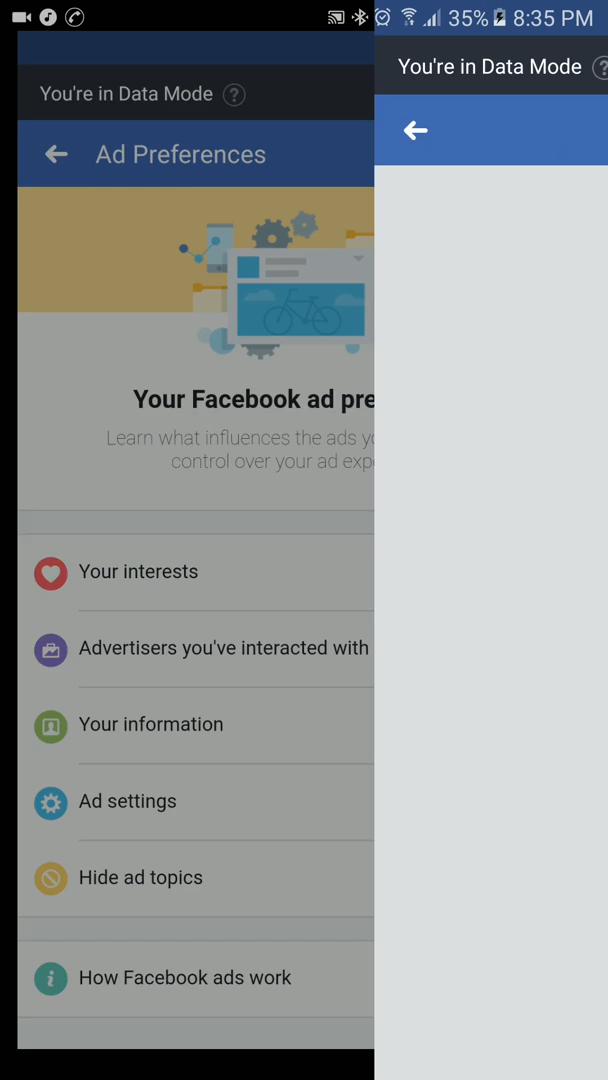 35% 8:35 PM
You're in Data Mode ?
You're in Data Mode ?
Ad Preferences
Your Facebook ad pre
Learn what influences the ads yo
control over your ad exp
Your interests
Advertisers you've interacted with
Your information
Ad settings
Hide ad topics
How Facebook ads work